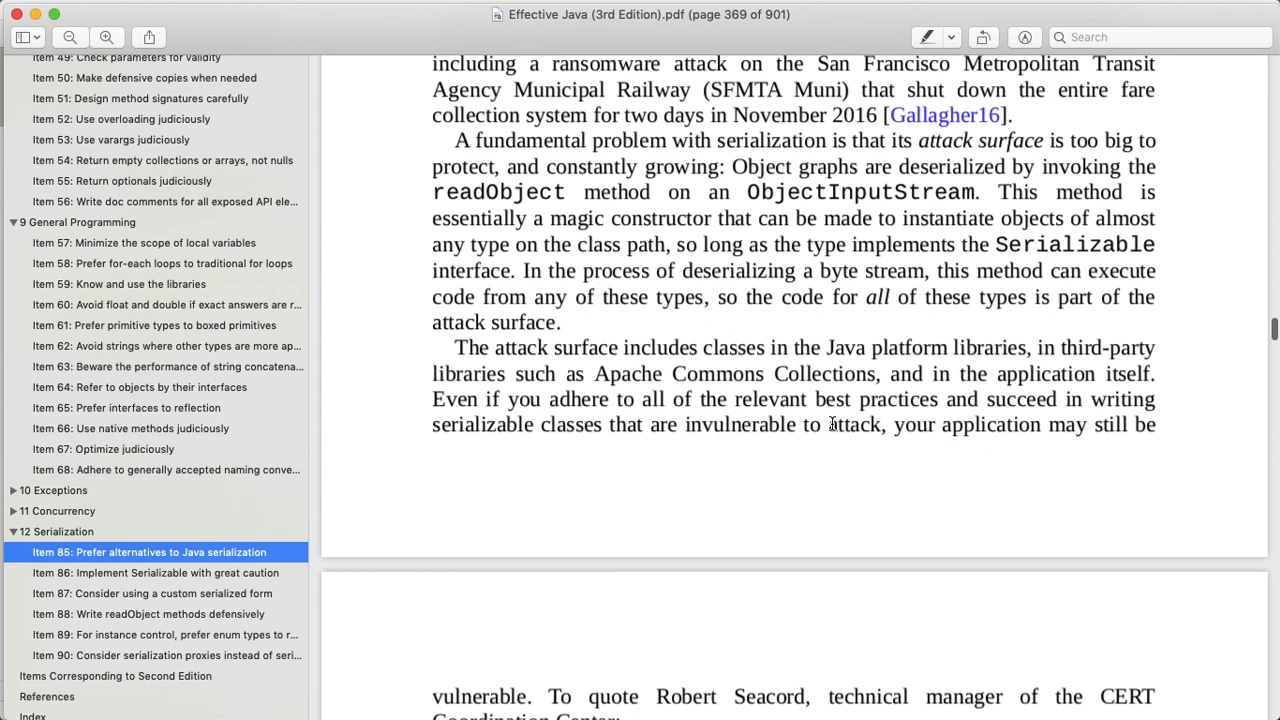 Effective Java (3rd Edition).pdf (page 369 of 901)
Search
Item 49: Check parameters for validity
Item 50: Make defensive copies when needed
Item 51: Design method signatures carefully
Item 52: Use overloading judiciously
Item 53: Use varargs judiciously
Item 54: Return empty collections or arrays, not nulls
Item 55: Return optionals judiciously
Item 56: Write doc comments for all exposed API ele...
9 General Programming
Item 57: Minimize the scope of local variables
Item 58: Prefer for-each loops to traditional for loops
Item 59: Know and use the libraries
Item 60: Avoid float and double if exact answers are r...
Item 61: Prefer primitive types to boxed primitives
Item 62: Avoid strings where other types are more ap...
Item 63: Beware the performance of string concatena...
Item 64: Refer to objects by their interfaces
Item 65: Prefer interfaces to reflection
Item 66: Use native methods judiciously
Item 67: Optimize judiciously
Item 68: Adhere to generally accepted naming conve...
10 Exceptions
11 Concurrency
12 Serialization
Item 85: Prefer alternatives to Java serialization
Item 86: Implement Serializable with great caution
Item 87: Consider using a custom serialized form
Item 88: Write readObject methods defensively
Item 89: For instance control, prefer enum types to r...
Item 90: Consider serialization proxies instead of seri...
Items Corresponding to Second Edition
References
Index
including a ransomware attack on the San Francisco Metropolitan Transit
Agency Municipal Railway (SFMTA Muni) that shut down the entire fare
collection system for two days in November 2016 [Gallagher16].
A fundamental problem with serialization is that its attack surface is too big to
protect, and constantly growing: Object graphs are deserialized by invoking the
readObject method on an ObjectInputStream. This method is
essentially a magic constructor that can be made to instantiate objects of almost
any type on the class path, so long as the type implements the Serializable
interface. In the process of deserializing a byte stream, this method can execute
code from any of these types, so the code for all of these types is part of the
attack surface.
The attack surface includes classes in the Java platform libraries, in third-party
libraries such as Apache Commons Collections, and in the application itself.
Even if you adhere to all of the relevant best practices and succeed in writing
serializable classes that are invulnerable to attack, your application may still be
vulnerable. To quote Robert Seacord, technical manager of the CERT
Coordination Center: